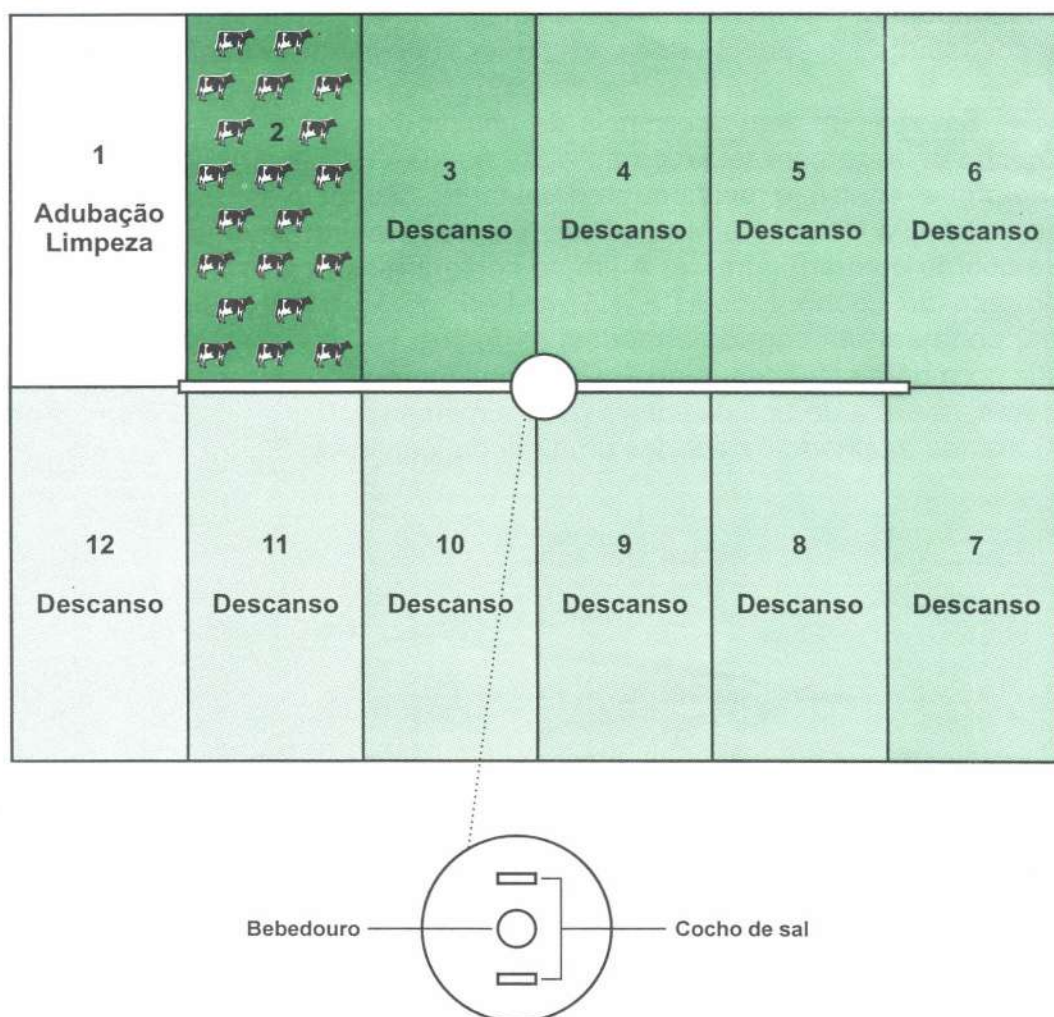 1
Adubação
Limpeza
2
3
Descanso
4
Descanso
5
Descanso
6
Descanso
12
Descanso
11
Descanso
10
Descanso
9
Descanso
8
Descanso
7
Descanso
Bebedouro
Cocho de sal